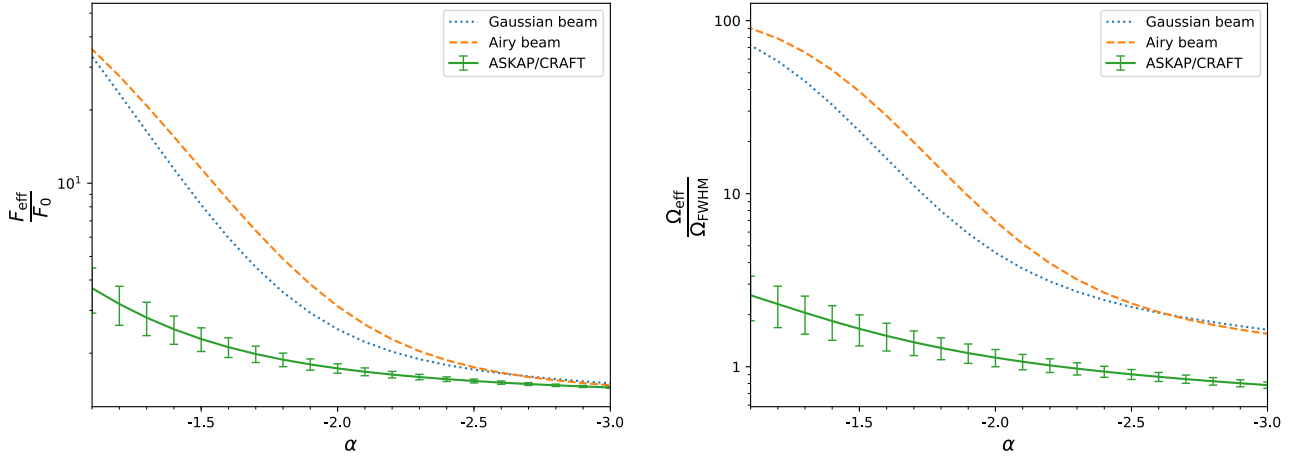 Gaussian beam
Airy beam
ASKAP/CRAFT
10¹
F_eff
F_0
-1.5
-2.0
-2.5
-3.0
α
Gaussian beam
Airy beam
ASKAP/CRAFT
100
10
1
Ω_eff
Ω_FWHM
-1.5
-2.0
-2.5
-3.0
α